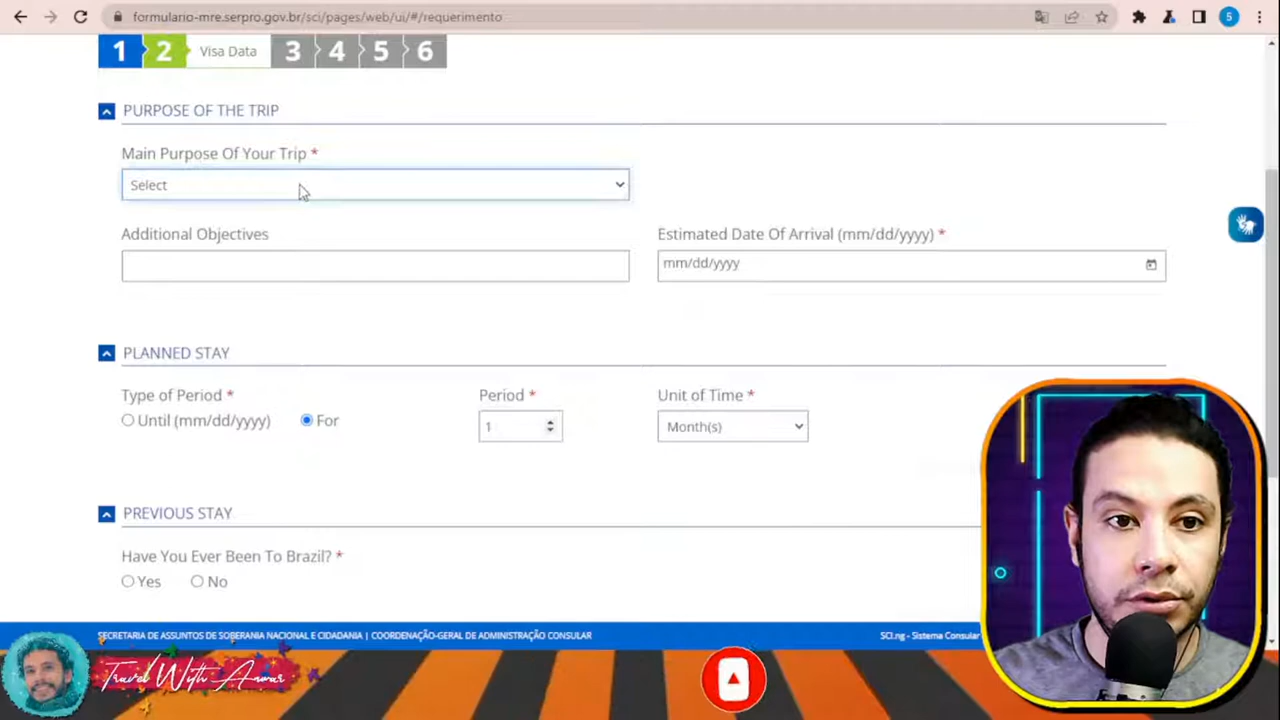 formulario-mre.serpro.gov.br/sci/pages/web/ui/#/requerimento
5
1 2 Visa Data 3 4 5 6
PURPOSE OF THE TRIP
Main Purpose Of Your Trip *
Select
Additional Objectives
Estimated Date Of Arrival (mm/dd/yyyy) *
mm/dd/yyyy
PLANNED STAY
Type of Period *
Until (mm/dd/yyyy) For
Period *
1
Unit of Time *
Month(s)
PREVIOUS STAY
Have You Ever Been To Brazil? *
Yes No
SECRETARIA DE ASSUNTOS DE SOBERANIA NACIONAL E CIDADANIA | COORDENAÇÃO-GERAL DE ADMINISTRAÇÃO CONSULAR
SCI.ng - Sistema Consular
Travel With Anwar